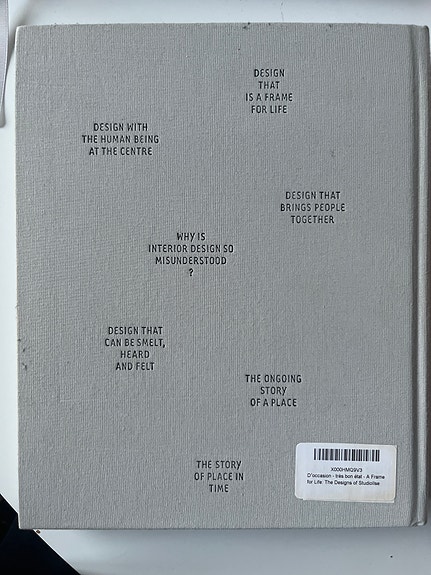 DESIGN
THAT
IS A FRAME
FOR LIFE
DESIGN WITH
THE HUMAN BEING
AT THE CENTRE
DESIGN THAT
BRINGS PEOPLE
TOGETHER
WHY IS
INTERIOR DESIGN SO
MISUNDERSTOOD
?
DESIGN THAT
CAN BE SMELT,
HEARD
AND FELT
THE ONGOING
STORY
OF A PLACE
THE STORY
OF PLACE IN
TIME
X000HMQ9V3
D'occasion - très bon état - A Frame
for Life: The Designs of Studioilse